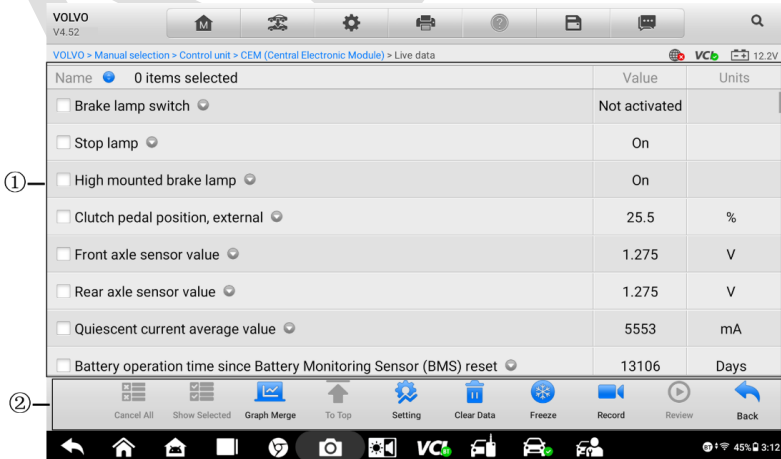 VOLVO
V4.52
VOLVO > Manual selection > Control unit > CEM (Central Electronic Module) > Live data
VCI 12.2V
Name 0 items selected Value Units
Brake lamp switch Not activated
Stop lamp On
① High mounted brake lamp On
Clutch pedal position, external 25.5 %
Front axle sensor value 1.275 V
Rear axle sensor value 1.275 V
Quiescent current average value 5553 mA
Battery operation time since Battery Monitoring Sensor (BMS) reset 13106 Days
② Cancel All Show Selected Graph Merge To Top Setting Clear Data Freeze Record Review Back
VCI 45% 3:12